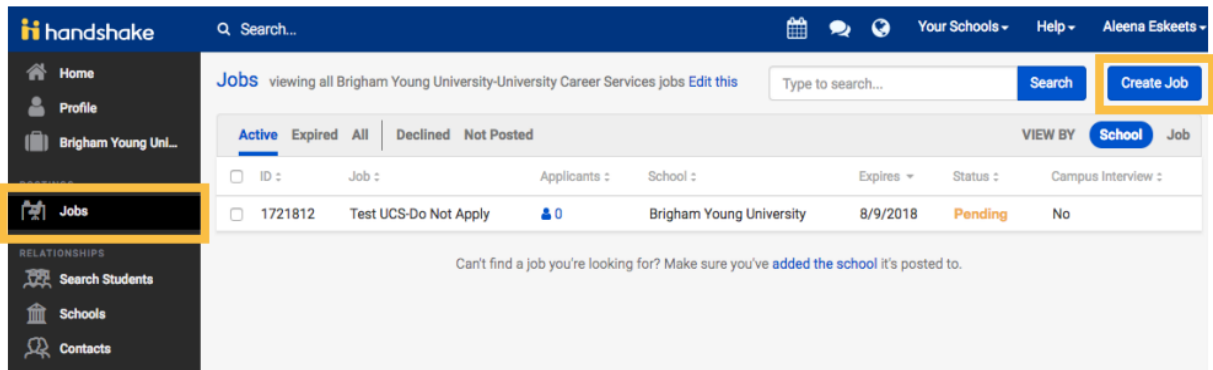 handshake
Search...
Your Schools
Help
Aleena Eskeets
Home
Profile
Brigham Young Uni...
POSTINGS
Jobs
RELATIONSHIPS
Search Students
Schools
Contacts
Jobs viewing all Brigham Young University-University Career Services jobs Edit this
Type to search...
Search
Create Job
Active Expired All Declined Not Posted
VIEW BY School Job
ID Job Applicants School Expires Status Campus Interview
1721812 Test UCS-Do Not Apply 0 Brigham Young University 8/9/2018 Pending No
Can't find a job you're looking for? Make sure you've added the school it's posted to.